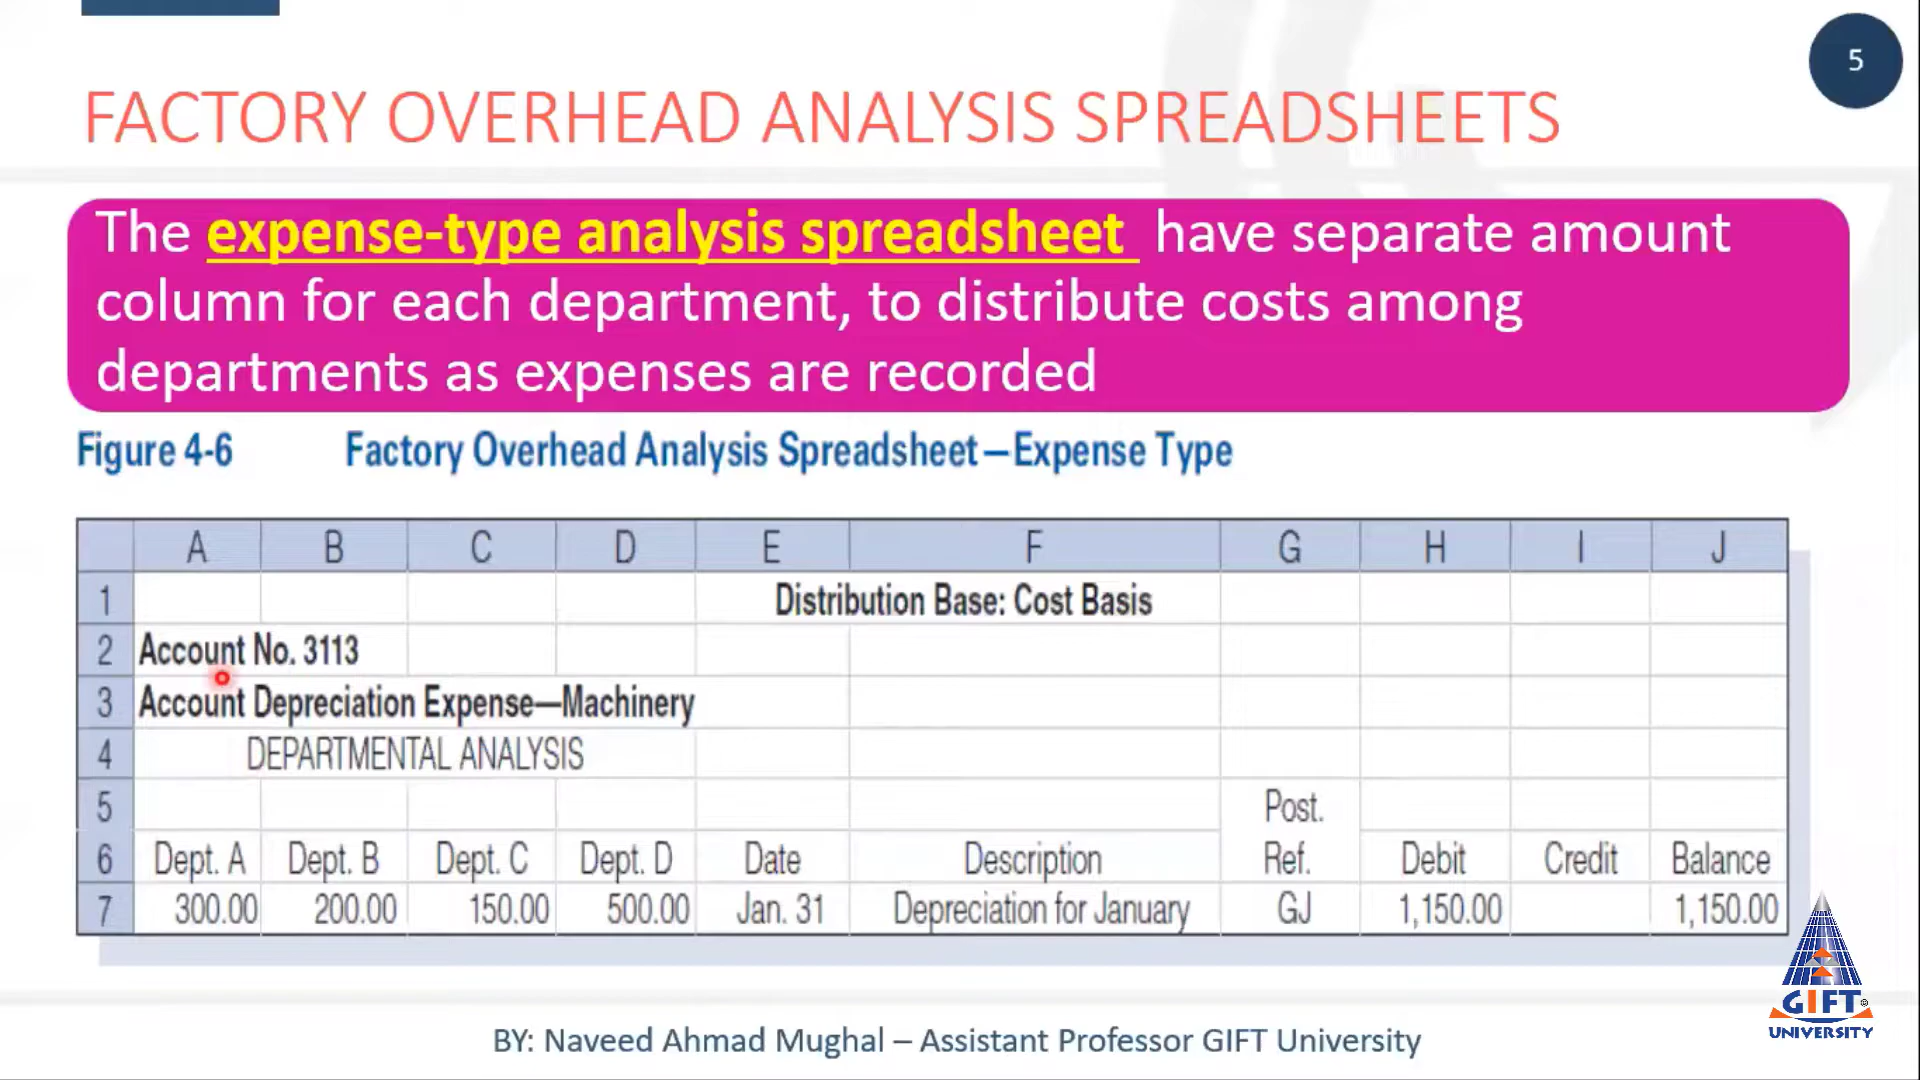 5
FACTORY OVERHEAD ANALYSIS SPREADSHEETS
The expense-type analysis spreadsheet have separate amount
column for each department, to distribute costs among
departments as expenses are recorded
Figure 4-6 Factory Overhead Analysis Spreadsheet—Expense Type
A B C D E F G H I J
1 Distribution Base: Cost Basis
2 Account No. 3113
3 Account Depreciation Expense—Machinery
4 DEPARTMENTAL ANALYSIS
5 Post.
6 Dept. A Dept. B Dept. C Dept. D Date Description Ref. Debit Credit Balance
7 300.00 200.00 150.00 500.00 Jan. 31 Depreciation for January GJ 1,150.00 1,150.00
GIFT©
UNIVERSITY
BY: Naveed Ahmad Mughal – Assistant Professor GIFT University